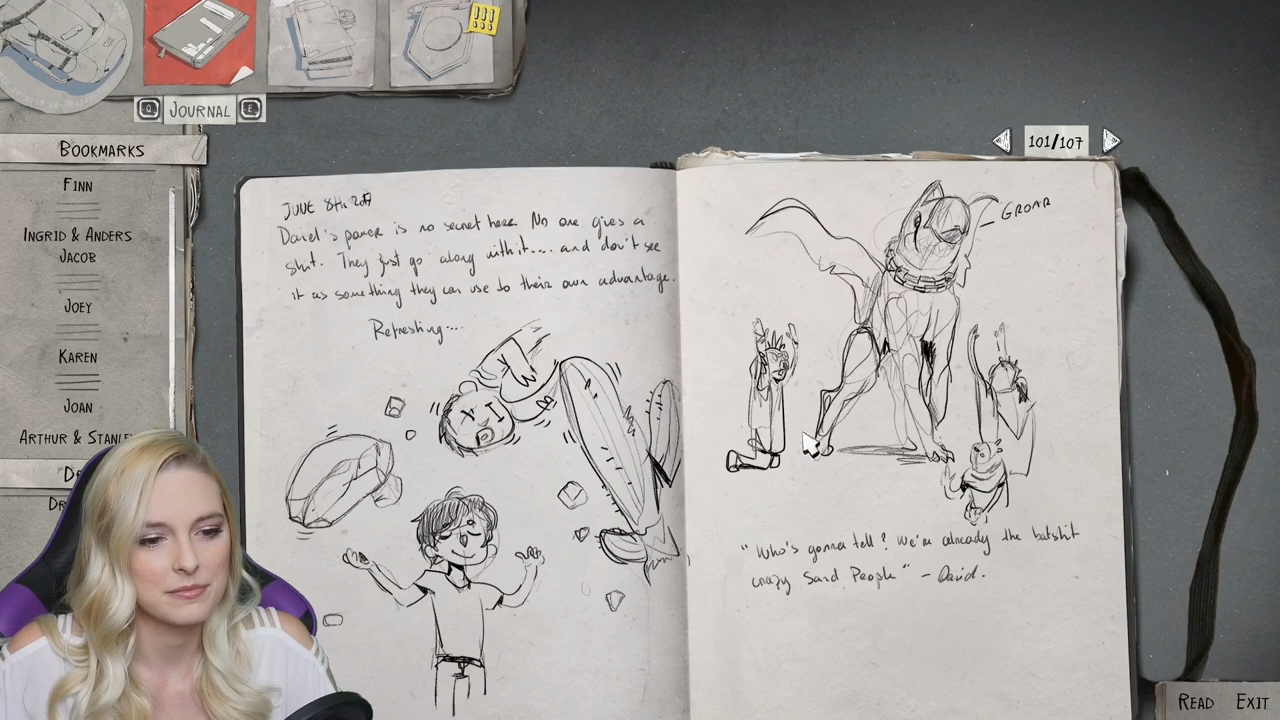 Q JOURNAL E
BOOKMARKS
FINN
INGRID & ANDERS
JACOB
JOEY
KAREN
JOAN
ARTHUR & STANLEY
101/107
JUNE 8th 2017
Daniel's power is no secret here. No one gives a
shit. They just go along with it.... and don't see
it as something they can use to their own advantage.
Refreshing....
"Who's gonna tell? We're already the batshit
crazy Sand People" - David.
READ EXIT